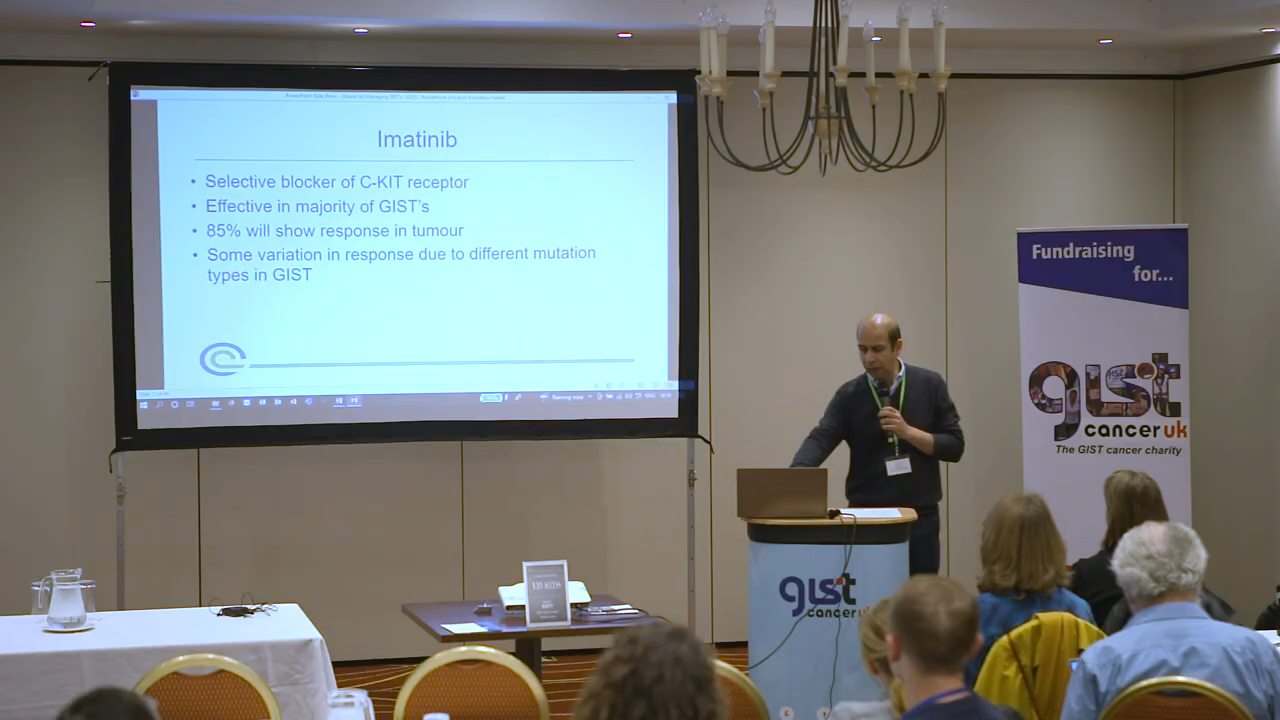 Imatinib
• Selective blocker of C-KIT receptor
• Effective in majority of GIST's
• 85% will show response in tumour
• Some variation in response due to different mutation
types in GIST
Fundraising
for...
gist
cancer uk
The GIST cancer charity
gist
cancer